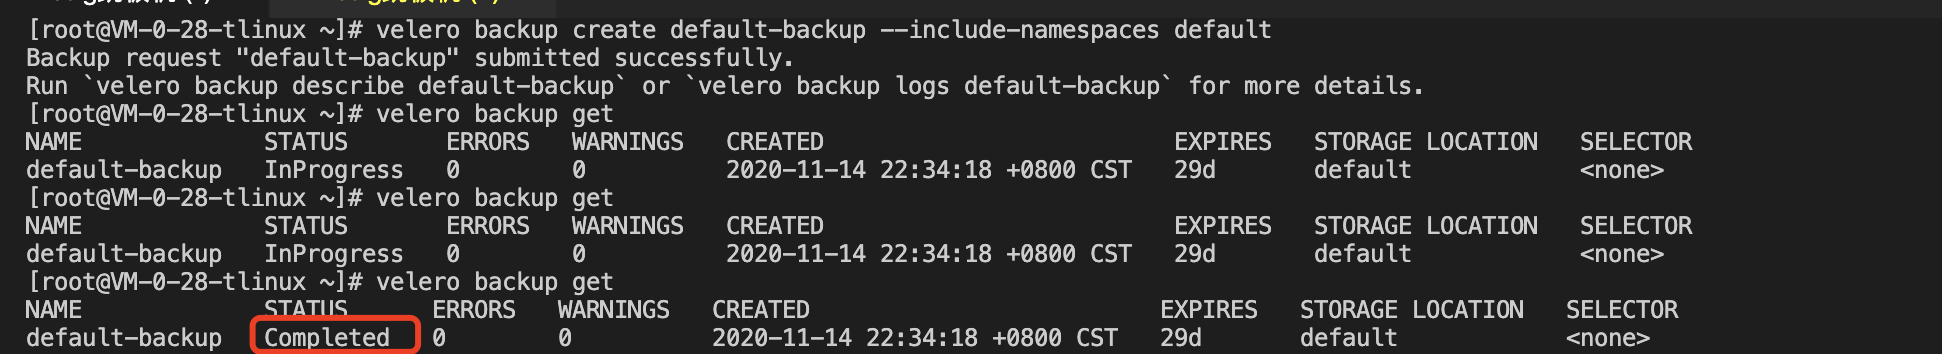 [root@VM-0-28-tlinux ~]# velero backup create default-backup --include-namespaces default
Backup request "default-backup" submitted successfully.
Run `velero backup describe default-backup` or `velero backup logs default-backup` for more details.
[root@VM-0-28-tlinux ~]# velero backup get
NAME             STATUS       ERRORS   WARNINGS   CREATED                         EXPIRES   STORAGE LOCATION   SELECTOR
default-backup   InProgress   0        0          2020-11-14 22:34:18 +0800 CST   29d       default            <none>
[root@VM-0-28-tlinux ~]# velero backup get
NAME             STATUS       ERRORS   WARNINGS   CREATED                         EXPIRES   STORAGE LOCATION   SELECTOR
default-backup   InProgress   0        0          2020-11-14 22:34:18 +0800 CST   29d       default            <none>
[root@VM-0-28-tlinux ~]# velero backup get
NAME             STATUS      ERRORS   WARNINGS   CREATED                         EXPIRES   STORAGE LOCATION   SELECTOR
default-backup   Completed   0        0          2020-11-14 22:34:18 +0800 CST   29d       default            <none>